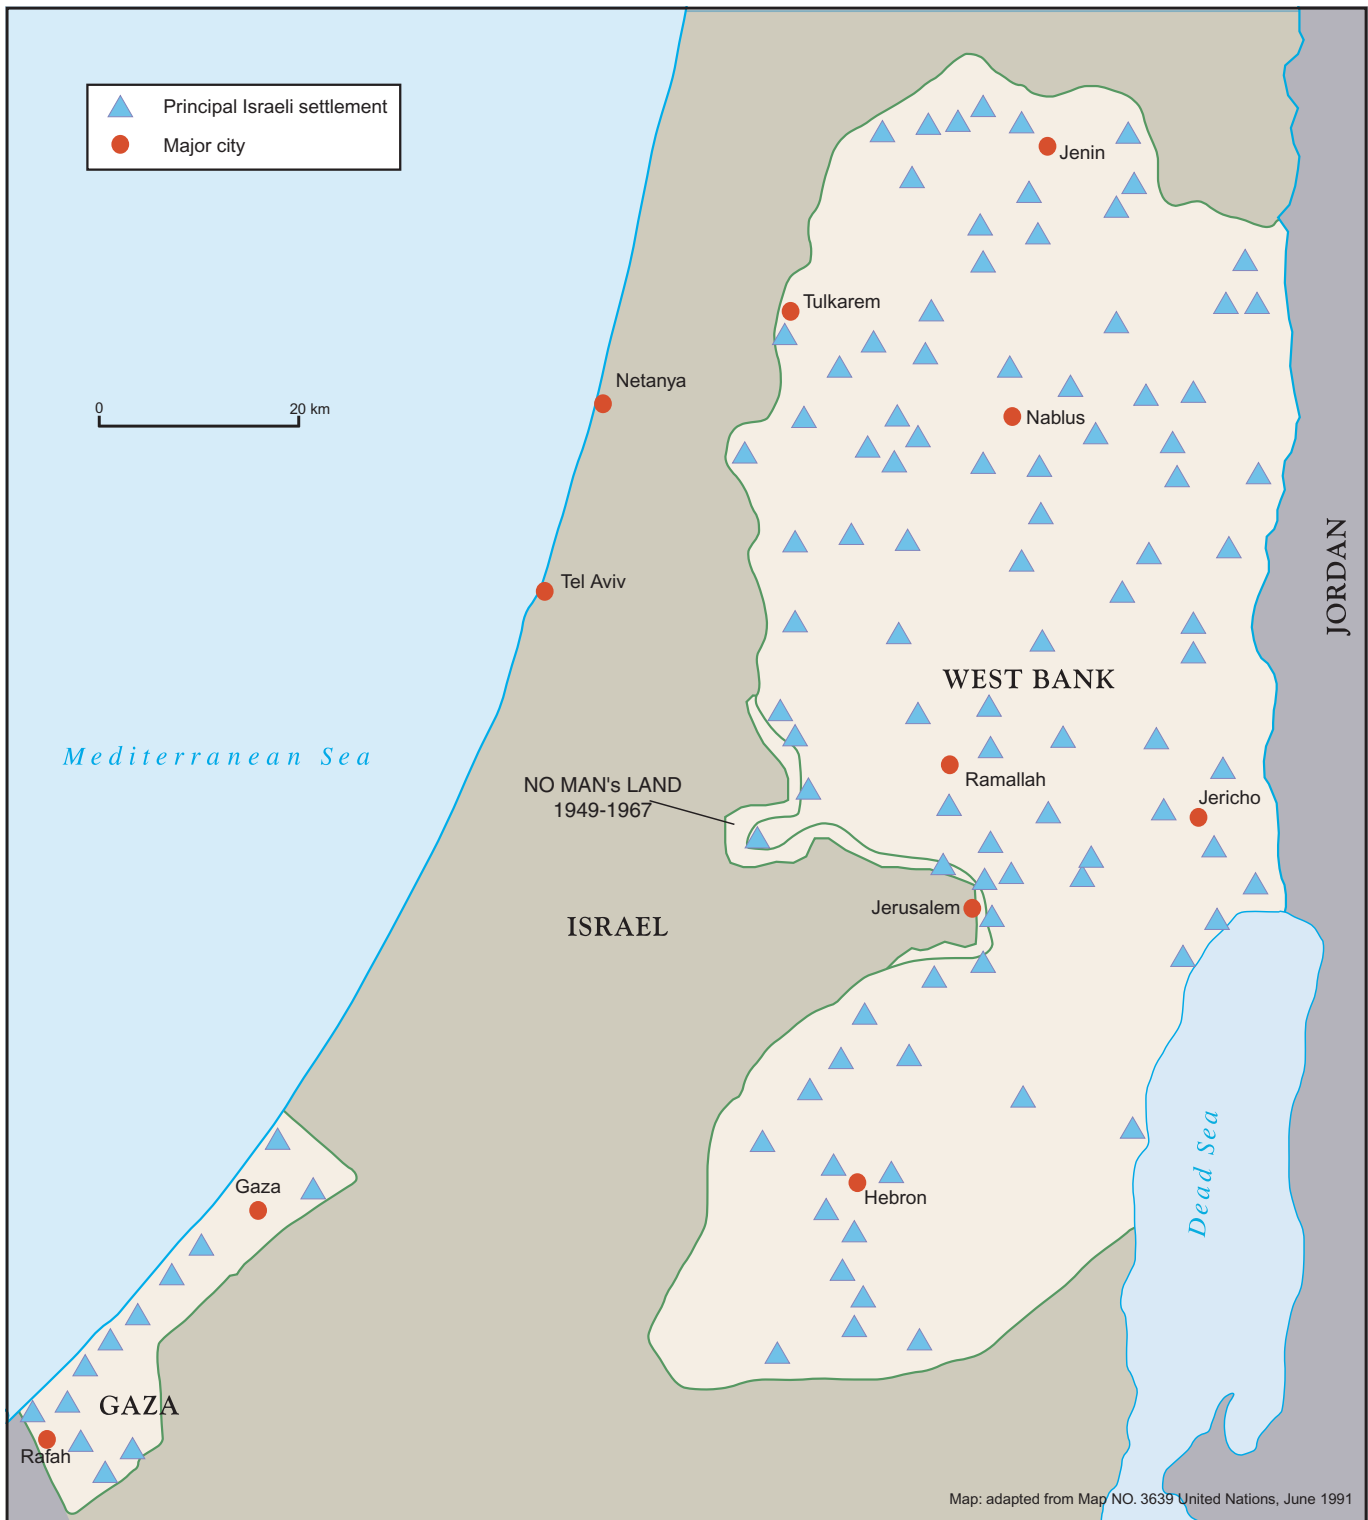 Principal Israeli settlement
Major city
Jenin
Tulkarem
Netanya
0 20 km
Nablus
Tel Aviv
JORDAN
WEST BANK
Mediterranean Sea
NO MAN's LAND
1949-1967
Ramallah
Jericho
Jerusalem
ISRAEL
Dead Sea
Gaza
Hebron
GAZA
Rafah
Map: adapted from Map NO. 3639 United Nations, June 1991